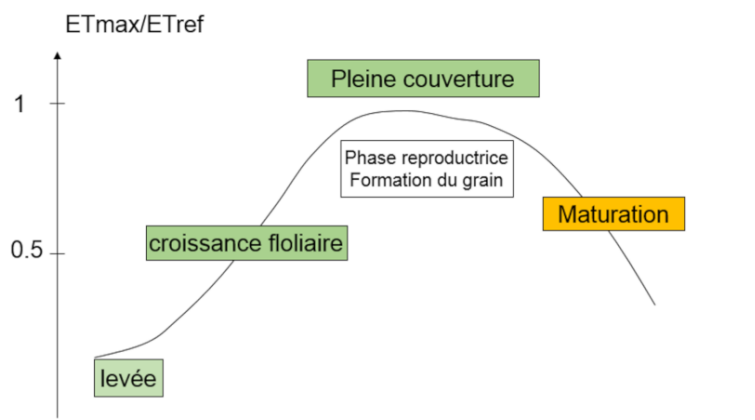 ETmax/ETref
Pleine couverture
1
Phase reproductrice
Formation du grain
Maturation
croissance floliaire
0.5
levée